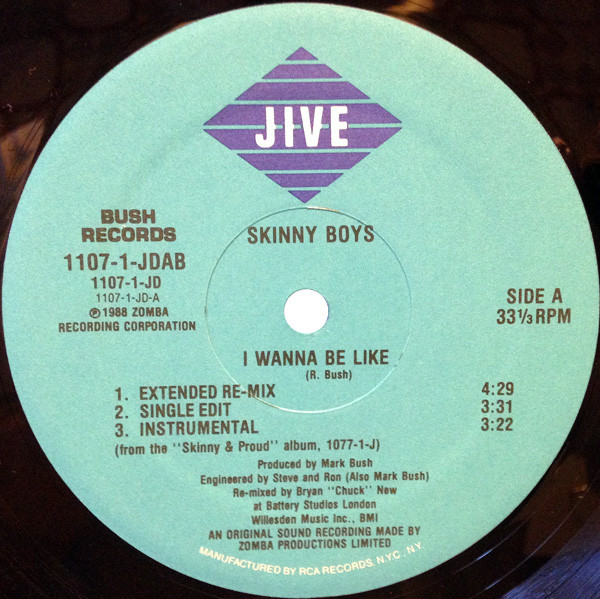 JIVE
BUSH
RECORDS
1107-1-JDAB
1107-1-JD
1107-1-JD-A
℗ 1988 ZOMBA
RECORDING CORPORATION
SKINNY BOYS
SIDE A
33 1/3 RPM
I WANNA BE LIKE
(R. Bush)
1. EXTENDED RE-MIX 4:29
2. SINGLE EDIT 3:31
3. INSTRUMENTAL 3:22
(from the "Skinny & Proud" album, 1077-1-J)
Produced by Mark Bush
Engineered by Steve and Ron (Also Mark Bush)
Re-mixed by Bryan "Chuck" New
at Battery Studios London
Willesden Music Inc., BMI
AN ORIGINAL SOUND RECORDING MADE BY
ZOMBA PRODUCTIONS LIMITED
MANUFACTURED BY RCA RECORDS, N.Y.C., N.Y.